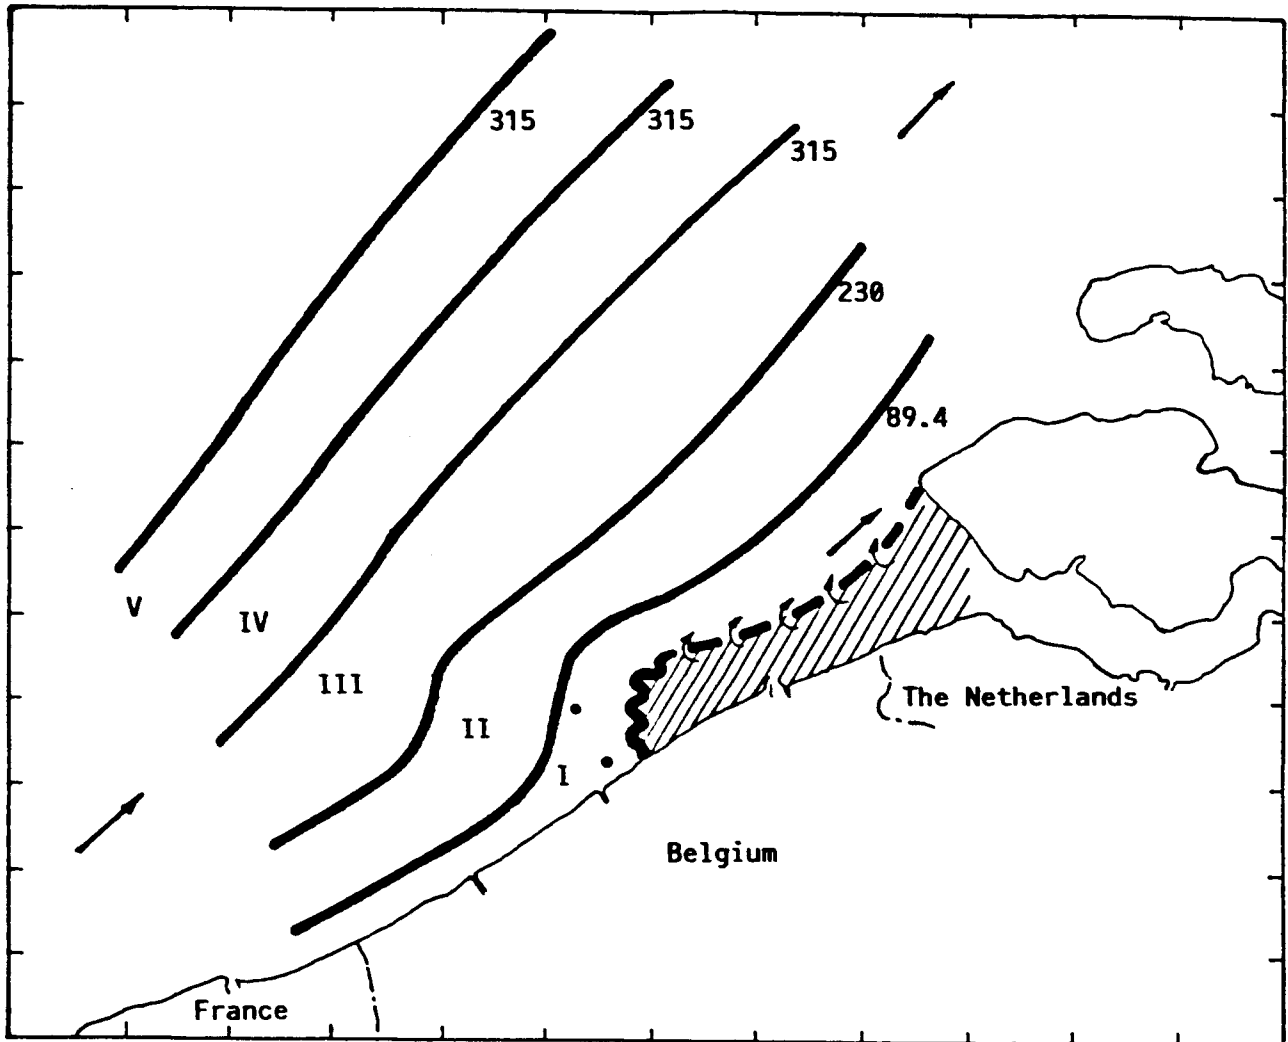 315
315
315
230
89.4
V
IV
III
II
I
The Netherlands
Belgium
France